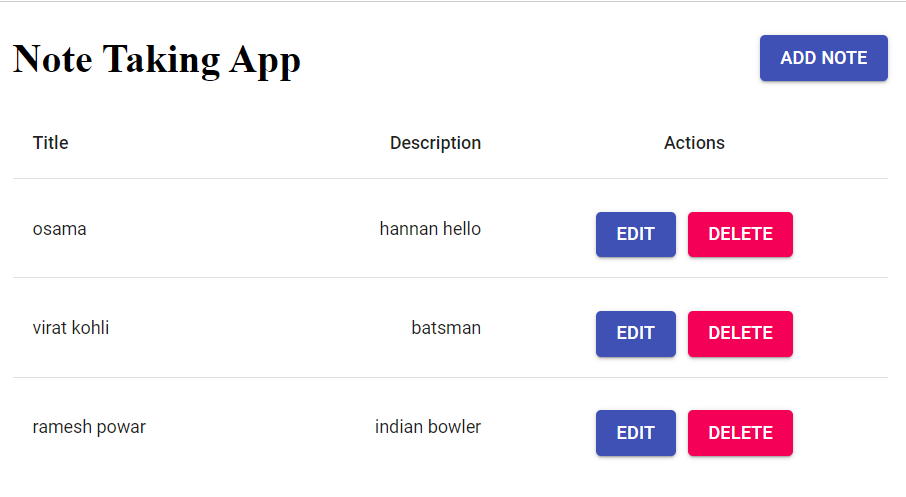 Note Taking App ADD NOTE
Title Description Actions
osama hannan hello EDIT DELETE
virat kohli batsman EDIT DELETE
ramesh powar indian bowler EDIT DELETE